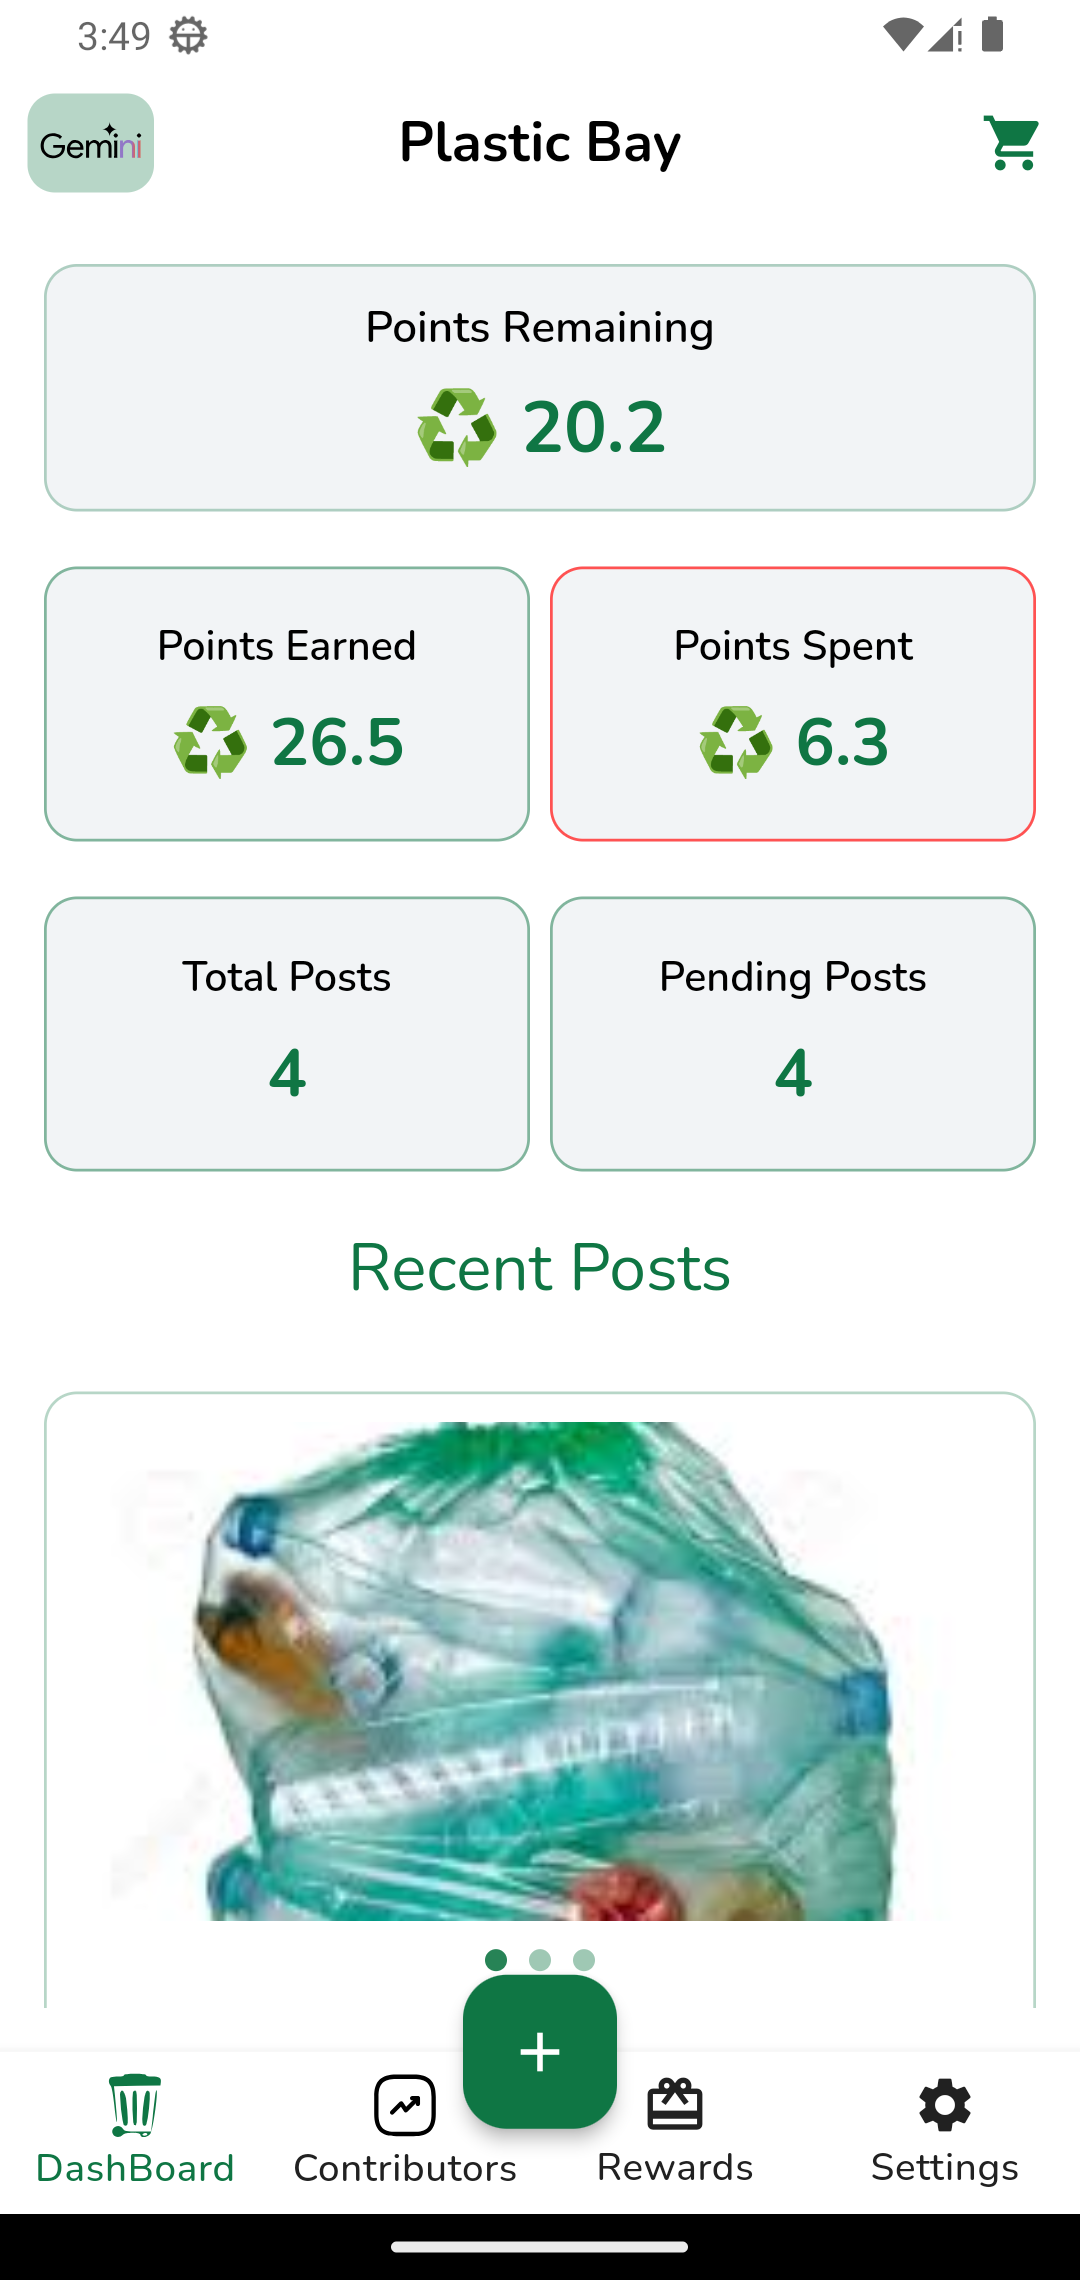 3:49
Gemini
Plastic Bay
Points Remaining
20.2
Points Earned
Points Spent
26.5
6.3
Total Posts
Pending Posts
4
4
Recent Posts
+
DashBoard
Contributors
Rewards
Settings